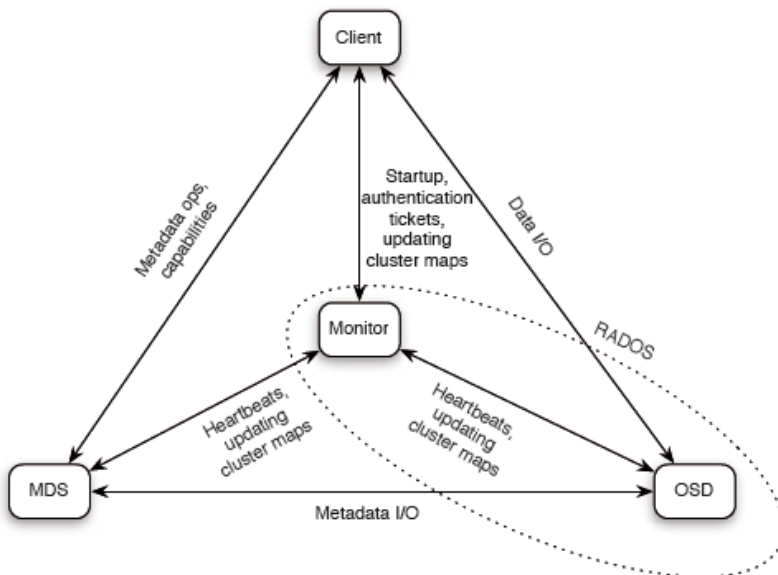 Client
Metadata ops,
capabilities
Startup,
authentication
tickets,
updating
cluster maps
Data I/O
Monitor
RADOS
Heartbeats,
updating
cluster maps
Heartbeats,
updating
cluster maps
MDS
OSD
Metadata I/O